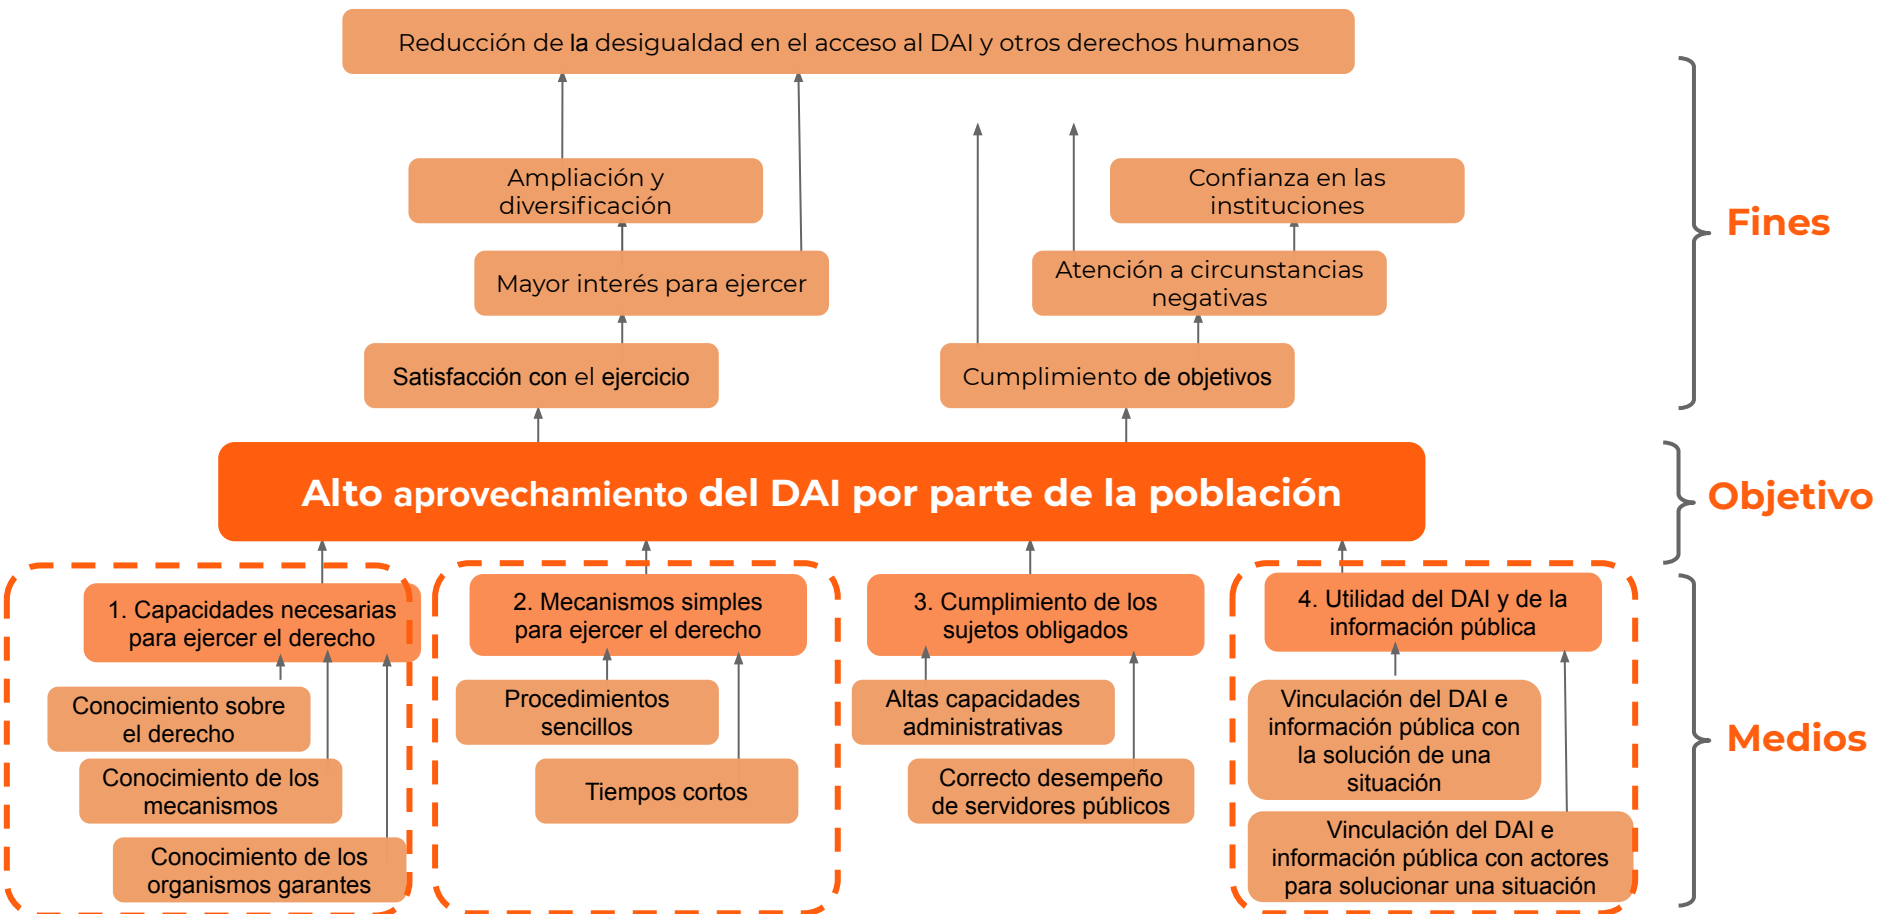 Reducción de la desigualdad en el acceso al DAI y otros derechos humanos
Ampliación y
diversificación
Confianza en las
instituciones
Fines
Mayor interés para ejercer
Atención a circunstancias
negativas
Satisfacción con el ejercicio
Cumplimiento de objetivos
Alto aprovechamiento del DAI por parte de la población
Objetivo
1. Capacidades necesarias
para ejercer el derecho
2. Mecanismos simples
para ejercer el derecho
3. Cumplimiento de los
sujetos obligados
4. Utilidad del DAI y de la
información pública
Conocimiento sobre
el derecho
Conocimiento de los
mecanismos
Conocimiento de los
organismos garantes
Procedimientos
sencillos
Tiempos cortos
Altas capacidades
administrativas
Correcto desempeño
de servidores públicos
Vinculación del DAI e
información pública con
la solución de una
situación
Vinculación del DAI e
información pública con actores
para solucionar una situación
Medios